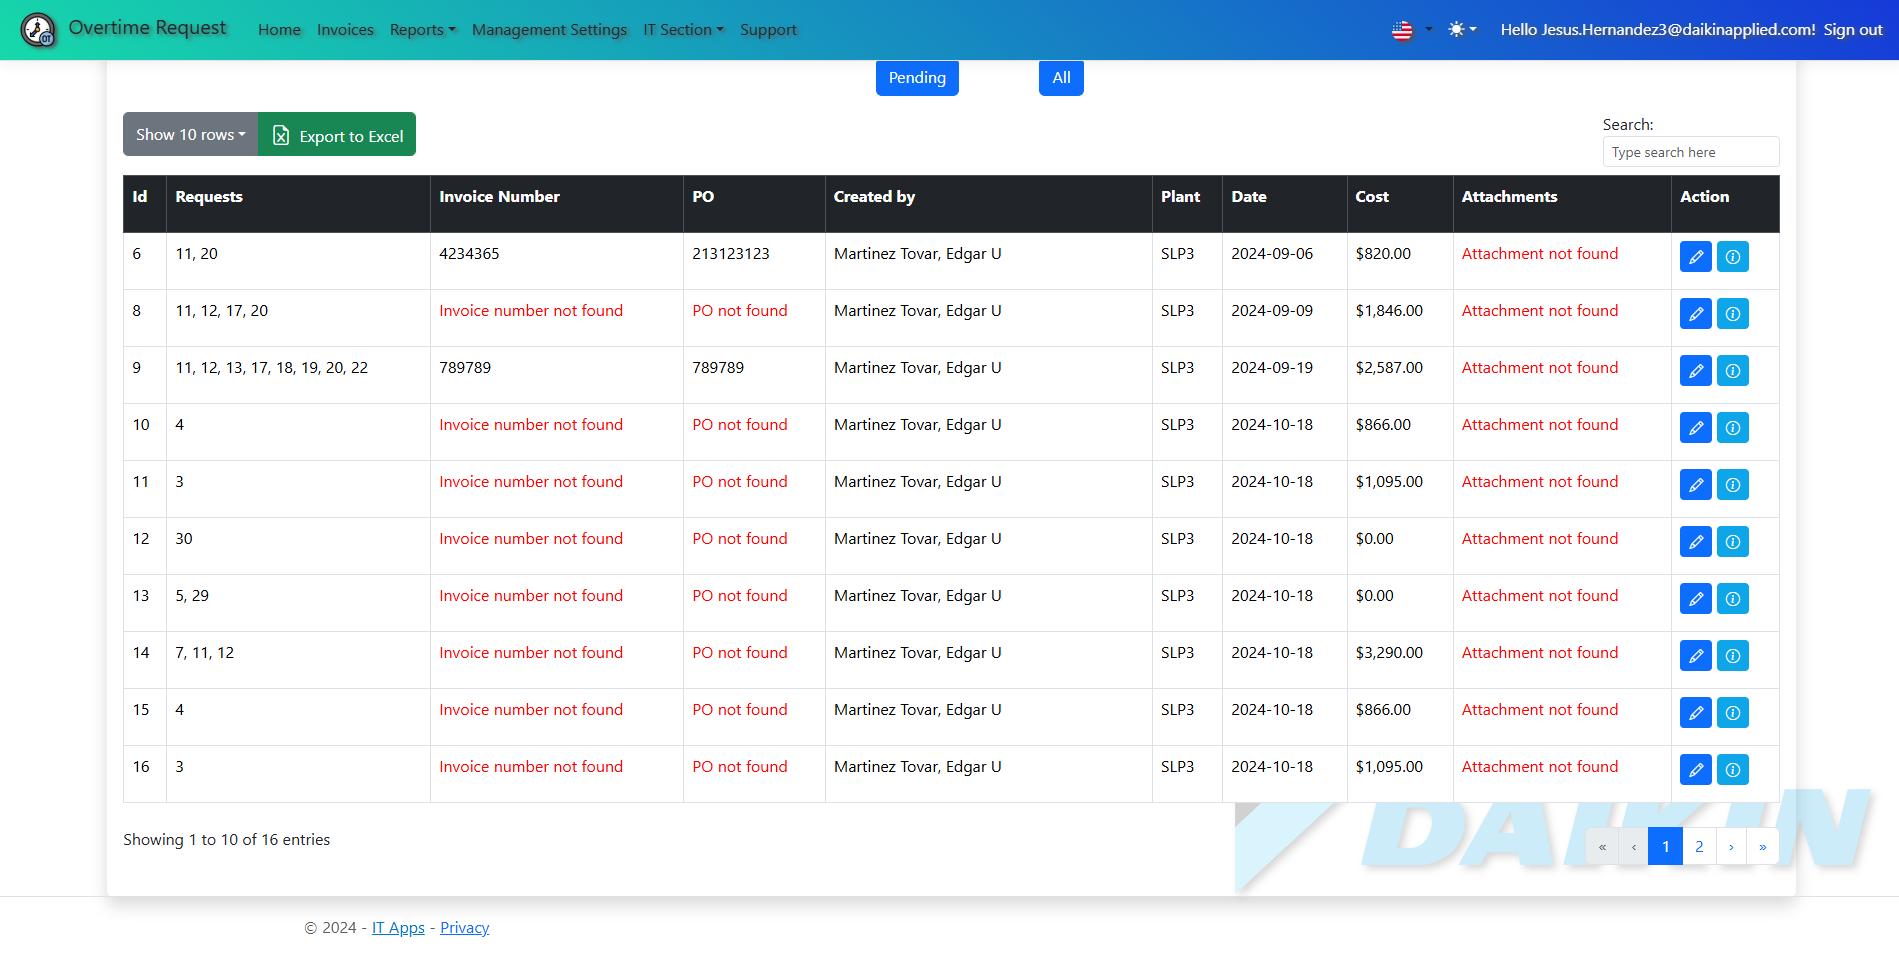 Overtime Request Home Invoices Reports Management Settings IT Section Support Hello Jesus.Hernandez3@daikinapplied.com! Sign out
OT
Pending All
Show 10 rows Export to Excel
Search:
Type search here
Id Requests Invoice Number PO Created by Plant Date Cost Attachments Action
6 11, 20 4234365 213123123 Martinez Tovar, Edgar U SLP3 2024-09-06 $820.00 Attachment not found
8 11, 12, 17, 20 Invoice number not found PO not found Martinez Tovar, Edgar U SLP3 2024-09-09 $1,846.00 Attachment not found
9 11, 12, 13, 17, 18, 19, 20, 22 789789 789789 Martinez Tovar, Edgar U SLP3 2024-09-19 $2,587.00 Attachment not found
10 4 Invoice number not found PO not found Martinez Tovar, Edgar U SLP3 2024-10-18 $866.00 Attachment not found
11 3 Invoice number not found PO not found Martinez Tovar, Edgar U SLP3 2024-10-18 $1,095.00 Attachment not found
12 30 Invoice number not found PO not found Martinez Tovar, Edgar U SLP3 2024-10-18 $0.00 Attachment not found
13 5, 29 Invoice number not found PO not found Martinez Tovar, Edgar U SLP3 2024-10-18 $0.00 Attachment not found
14 7, 11, 12 Invoice number not found PO not found Martinez Tovar, Edgar U SLP3 2024-10-18 $3,290.00 Attachment not found
15 4 Invoice number not found PO not found Martinez Tovar, Edgar U SLP3 2024-10-18 $866.00 Attachment not found
16 3 Invoice number not found PO not found Martinez Tovar, Edgar U SLP3 2024-10-18 $1,095.00 Attachment not found
Showing 1 to 10 of 16 entries
« ‹ 1 2 › »
DAIKIN
© 2024 - IT Apps - Privacy